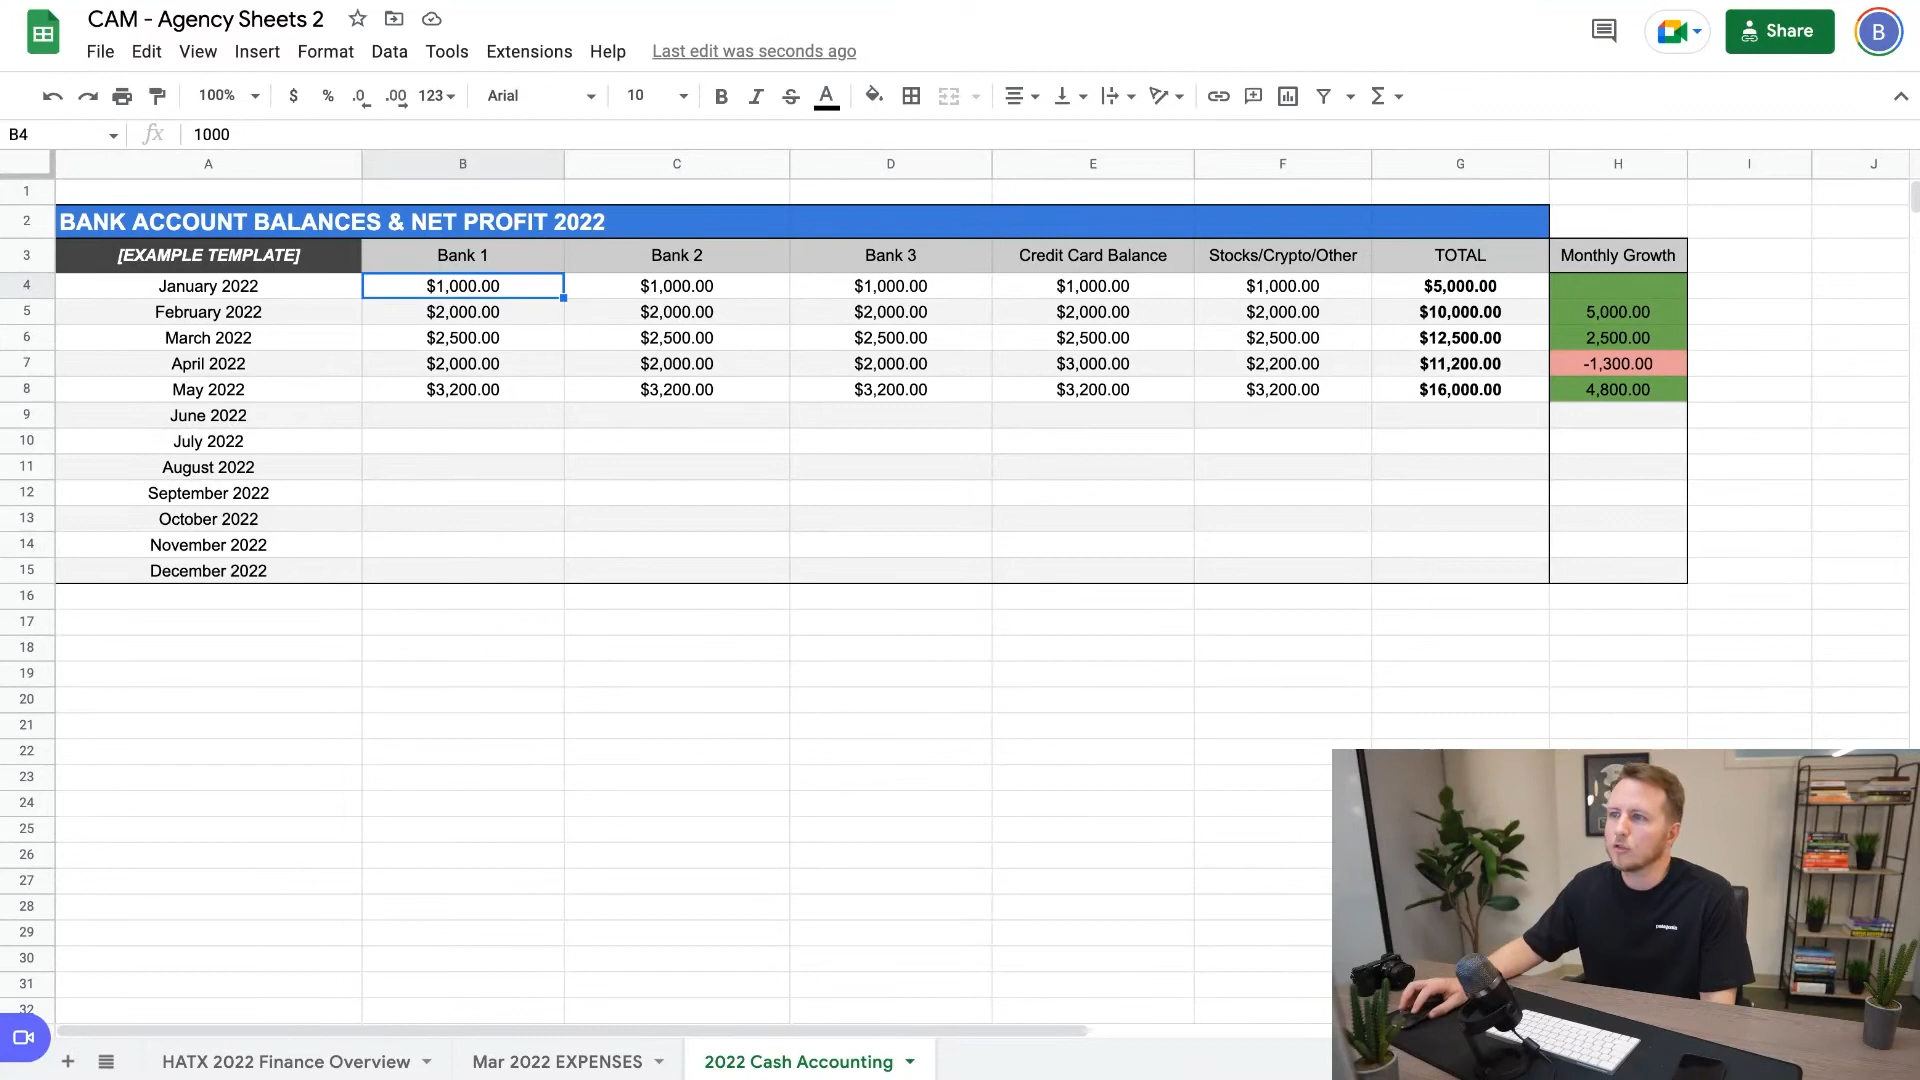 CAM - Agency Sheets 2
File Edit View Insert Format Data Tools Extensions Help Last edit was seconds ago
Share
B
100% $ % .0 .00 123 Arial 10 B I S A
B4 fx 1000
A B C D E F G H I J
1
2 BANK ACCOUNT BALANCES & NET PROFIT 2022
3 [EXAMPLE TEMPLATE] Bank 1 Bank 2 Bank 3 Credit Card Balance Stocks/Crypto/Other TOTAL Monthly Growth
4 January 2022 $1,000.00 $1,000.00 $1,000.00 $1,000.00 $1,000.00 $5,000.00
5 February 2022 $2,000.00 $2,000.00 $2,000.00 $2,000.00 $2,000.00 $10,000.00 5,000.00
6 March 2022 $2,500.00 $2,500.00 $2,500.00 $2,500.00 $2,500.00 $12,500.00 2,500.00
7 April 2022 $2,000.00 $2,000.00 $2,000.00 $3,000.00 $2,200.00 $11,200.00 -1,300.00
8 May 2022 $3,200.00 $3,200.00 $3,200.00 $3,200.00 $3,200.00 $16,000.00 4,800.00
9 June 2022
10 July 2022
11 August 2022
12 September 2022
13 October 2022
14 November 2022
15 December 2022
16
17
18
19
20
21
22
23
24
25
26
27
28
29
30
31
32
patagonia
HATX 2022 Finance Overview Mar 2022 EXPENSES 2022 Cash Accounting